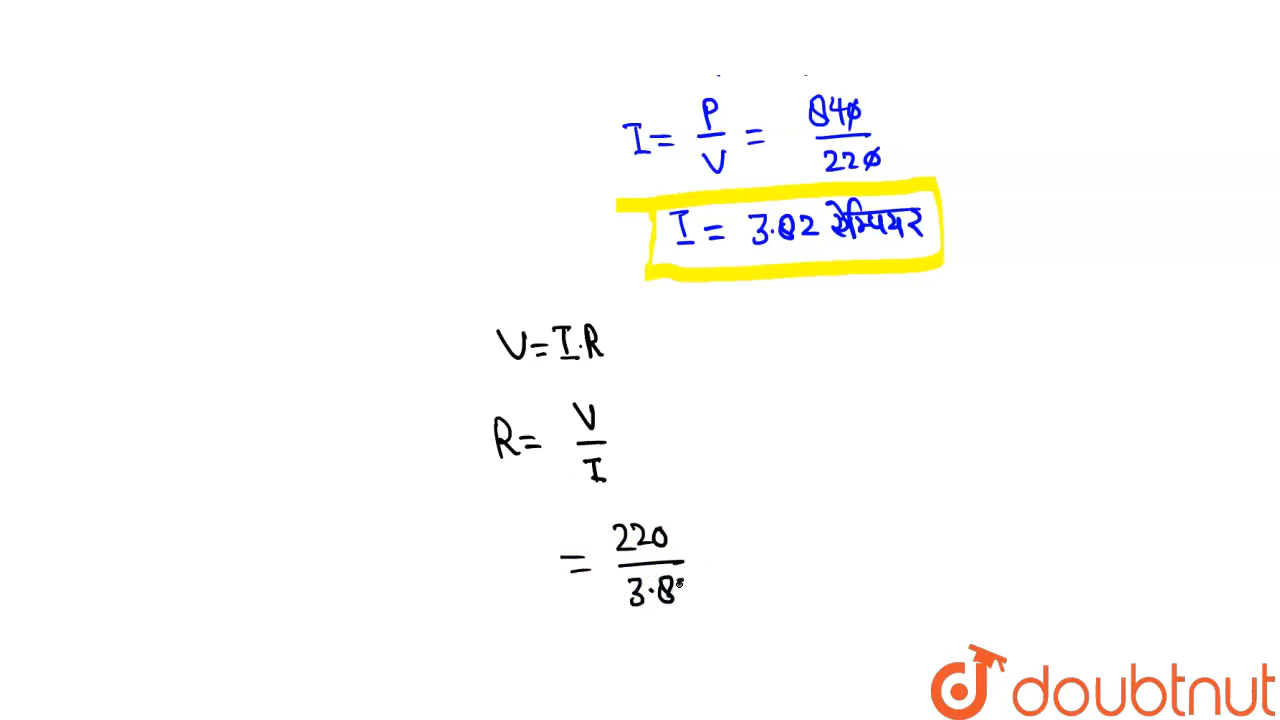 I = P/V = 840/220
I = 3.82 ऐम्पियर
V = I.R
R = V/I
= 220/3.8
doubtnut